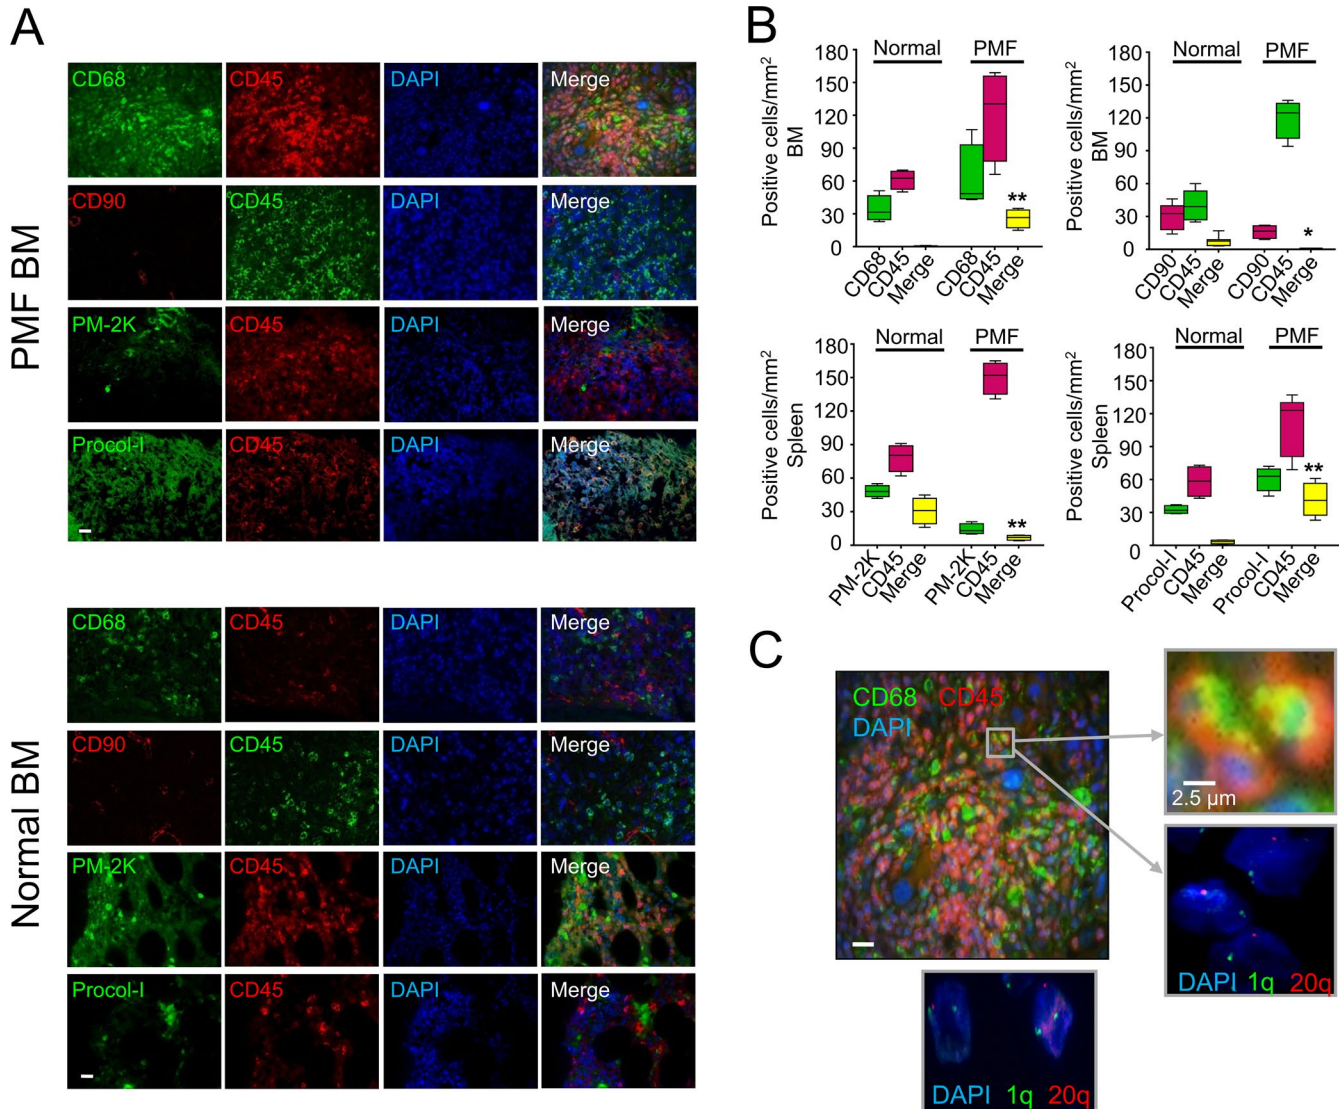 A
PMF BM
CD68 CD45 DAPI Merge
CD90 CD45 DAPI Merge
PM-2K CD45 DAPI Merge
Procol-I CD45 DAPI Merge
Normal BM
CD68 CD45 DAPI Merge
CD90 CD45 DAPI Merge
PM-2K CD45 DAPI Merge
Procol-I CD45 DAPI Merge
B
Normal PMF
Positive cells/mm²
BM
180
150
120
90
60
30
0
**
CD68 CD45 Merge CD68 CD45 Merge
Normal PMF
Positive cells/mm²
BM
180
150
120
90
60
30
0
*
CD90 CD45 Merge CD90 CD45 Merge
Normal PMF
Positive cells/mm²
Spleen
180
150
120
90
60
30
0
**
PM-2K CD45 Merge PM-2K CD45 Merge
Normal PMF
Positive cells/mm²
Spleen
180
150
120
90
60
30
0
**
Procol-I CD45 Merge Procol-I CD45 Merge
C
CD68 CD45
DAPI
2.5 µm
DAPI 1q 20q
DAPI 1q 20q